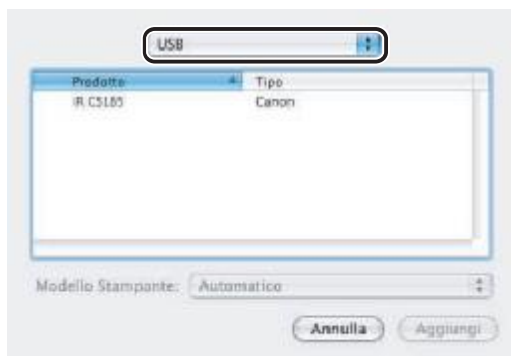 USB
Prodotto Tipo
iR C5185 Canon
Modello Stampante: Automatico
Annulla Aggiungi